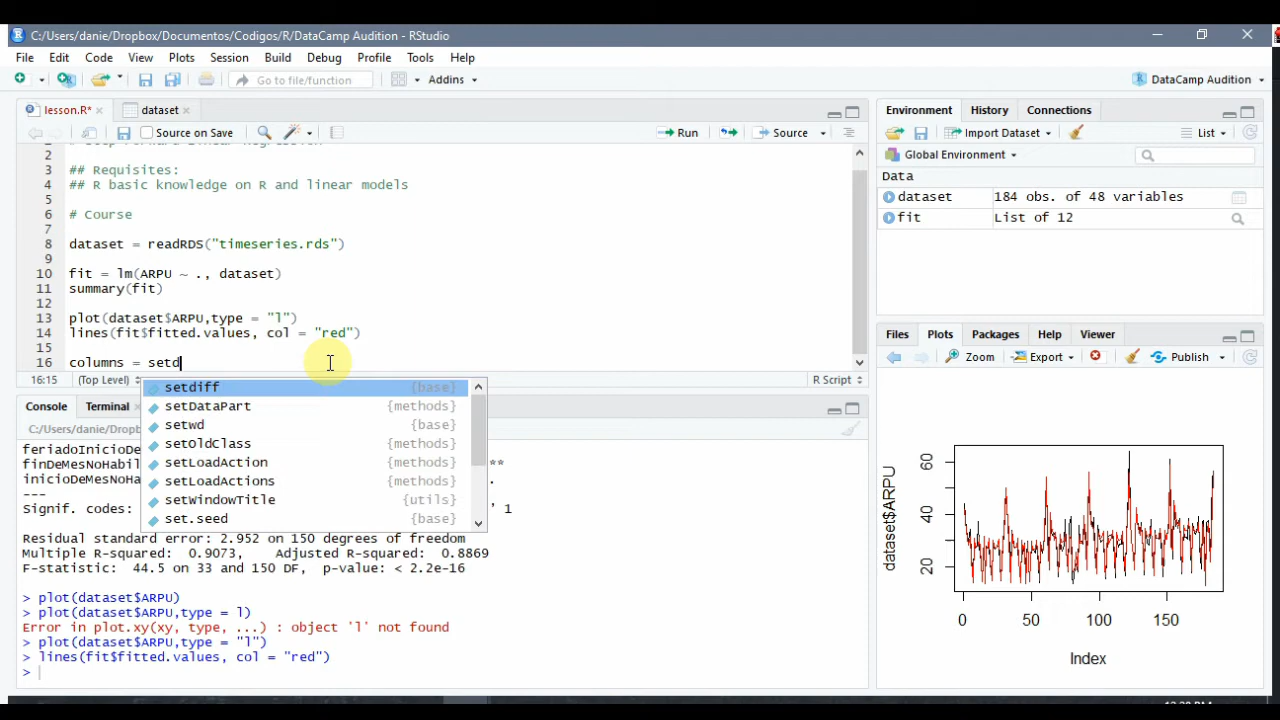 C:/Users/danie/Dropbox/Documentos/Codigos/R/DataCamp Audition - RStudio
File Edit Code View Plots Session Build Debug Profile Tools Help
Go to file/function Addins DataCamp Audition
lesson.R* dataset
Source on Save Run Source
2
3 ## Requisites:
4 ## R basic knowledge on R and linear models
5
6 # Course
7
8 dataset = readRDS("timeseries.rds")
9
10 fit = lm(ARPU ~ ., dataset)
11 summary(fit)
12
13 plot(dataset$ARPU,type = "l")
14 lines(fit$fitted.values, col = "red")
15
16 columns = setd
16:15 (Top Level) R Script
setdiff {base}
setDataPart {methods}
setwd {base}
setOldClass {methods}
setLoadAction {methods}
setLoadActions {methods}
setWindowTitle {utils}
set.seed {base}
Console Terminal
C:/Users/danie/Dropb
feriadoInicioDe
finDeMesNoHabil **
inicioDeMesNoHa .
---
Signif. codes: ' 1
Residual standard error: 2.952 on 150 degrees of freedom
Multiple R-squared: 0.9073, Adjusted R-squared: 0.8869
F-statistic: 44.5 on 33 and 150 DF, p-value: < 2.2e-16
> plot(dataset$ARPU)
> plot(dataset$ARPU,type = l)
Error in plot.xy(xy, type, ...) : object 'l' not found
> plot(dataset$ARPU,type = "l")
> lines(fit$fitted.values, col = "red")
>
Environment History Connections
Import Dataset List
Global Environment
Data
dataset 184 obs. of 48 variables
fit List of 12
Files Plots Packages Help Viewer
Zoom Export Publish
dataset$ARPU
60
40
20
0 50 100 150
Index